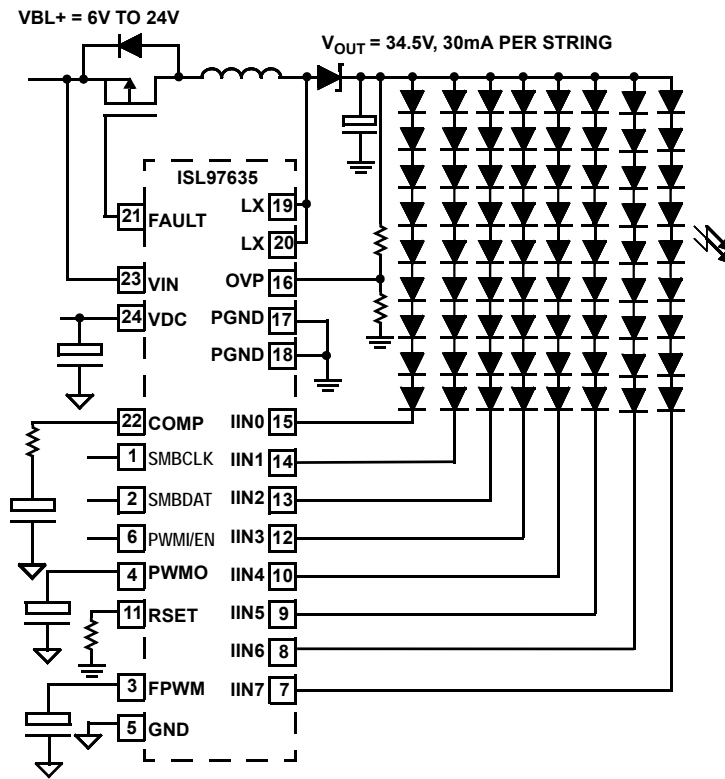 VBL+ = 6V TO 24V
VOUT = 34.5V, 30mA PER STRING
ISL97635
21 FAULT
LX 19
LX 20
23 VIN
OVP 16
24 VDC
PGND 17
PGND 18
22 COMP
IIN0 15
1 SMBCLK
IIN1 14
2 SMBDAT
IIN2 13
6 PWMI/EN
IIN3 12
4 PWMO
IIN4 10
11 RSET
IIN5 9
IIN6 8
3 FPWM
IIN7 7
5 GND